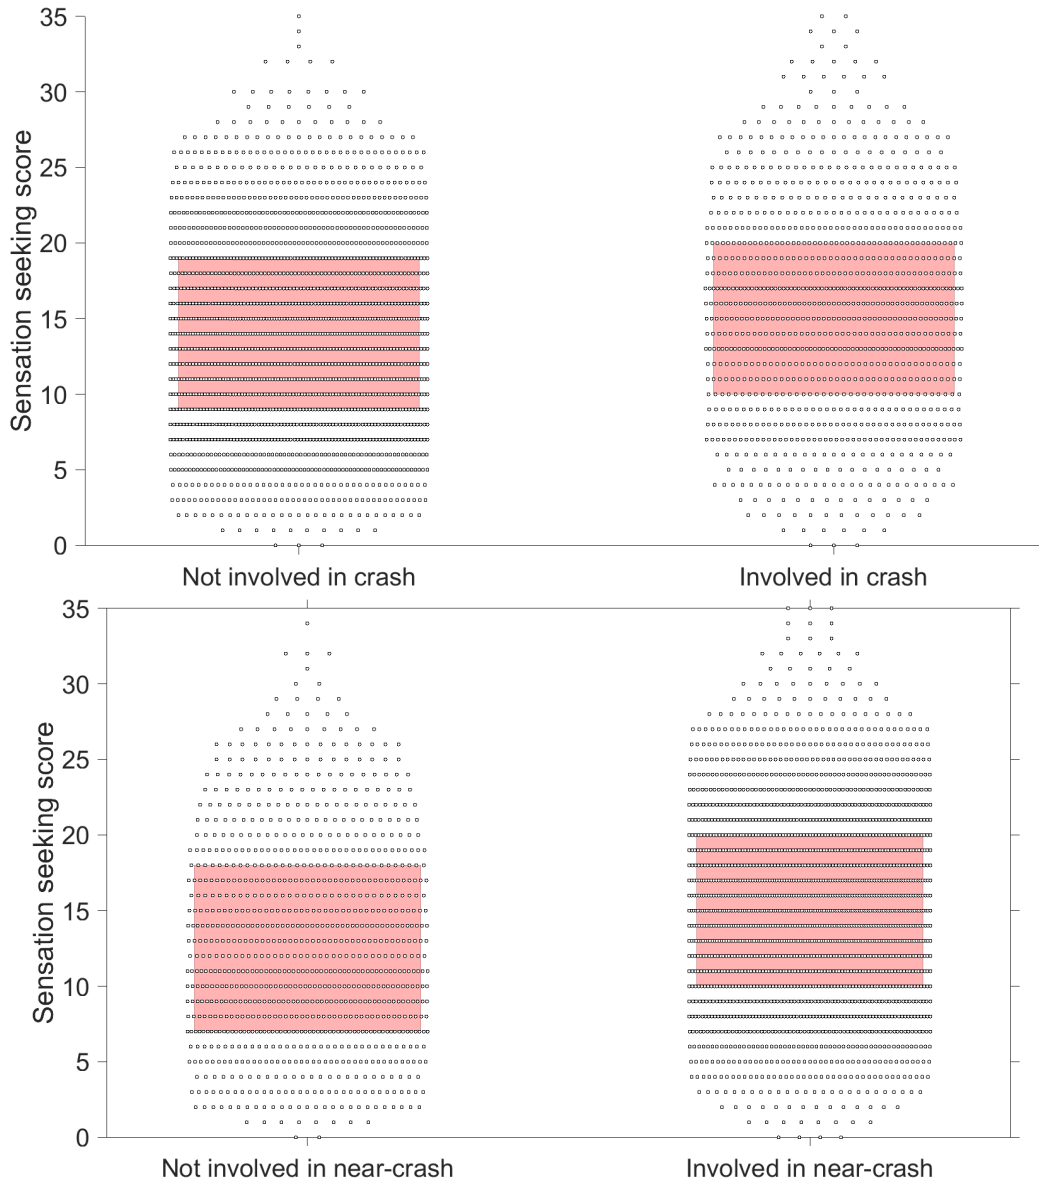 Sensation seeking score
35
30
25
20
15
10
5
0
Not involved in crash
Involved in crash
Sensation seeking score
35
30
25
20
15
10
5
0
Not involved in near-crash
Involved in near-crash